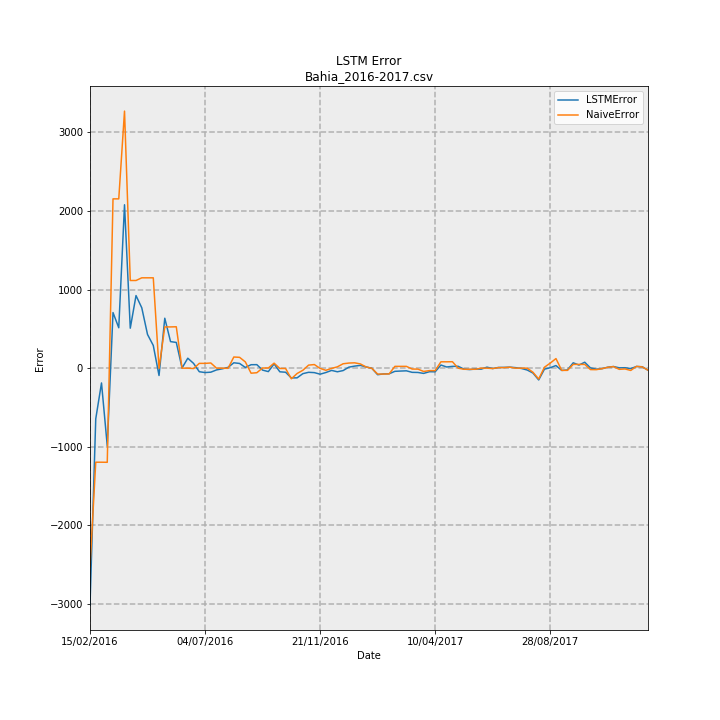 LSTM Error
Bahia_2016-2017.csv
LSTMError
NaiveError
3000
2000
1000
0
−1000
−2000
−3000
Error
15/02/2016
04/07/2016
21/11/2016
10/04/2017
28/08/2017
Date